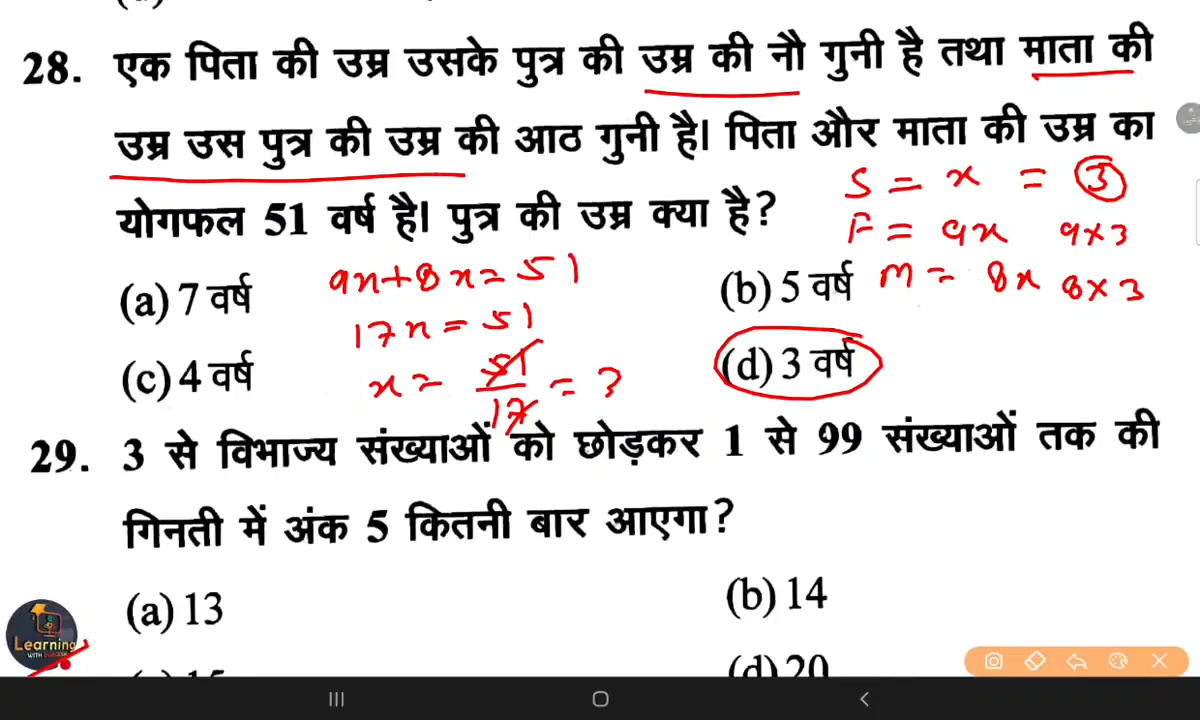 28. एक पिता की उम्र उसके पुत्र की उम्र की नौ गुनी है तथा माता की
उम्र उस पुत्र की उम्र की आठ गुनी है। पिता और माता की उम्र का
योगफल 51 वर्ष है। पुत्र की उम्र क्या है?
S = x = 3
F = 9x 9×3
M = 8x 8×3
(a) 7 वर्ष
(b) 5 वर्ष
9x+8x=51
17x=51
x = 51/17 = 3
(c) 4 वर्ष
(d) 3 वर्ष
29. 3 से विभाज्य संख्याओं को छोड़कर 1 से 99 संख्याओं तक की
गिनती में अंक 5 कितनी बार आएगा?
(a) 13
(b) 14
(d) 20
Learning